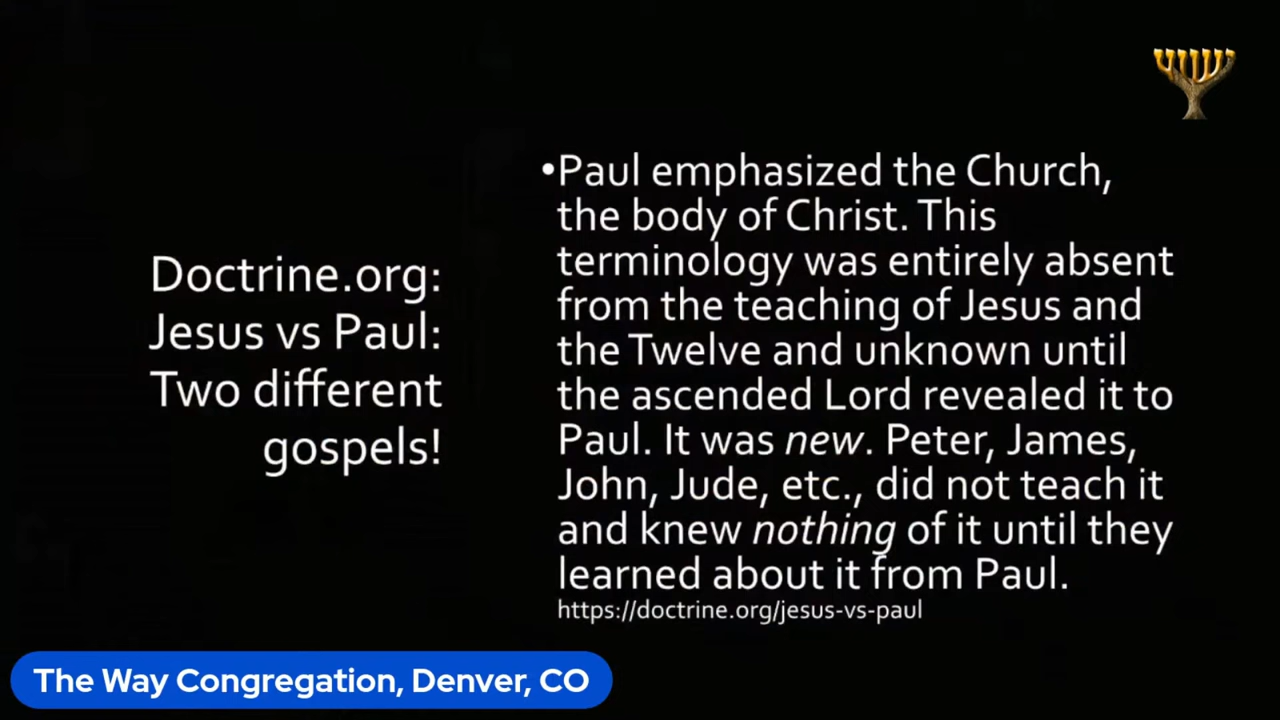 Doctrine.org:
Jesus vs Paul:
Two different
gospels!
•Paul emphasized the Church,
the body of Christ. This
terminology was entirely absent
from the teaching of Jesus and
the Twelve and unknown until
the ascended Lord revealed it to
Paul. It was new. Peter, James,
John, Jude, etc., did not teach it
and knew nothing of it until they
learned about it from Paul.
https://doctrine.org/jesus-vs-paul
The Way Congregation, Denver, CO